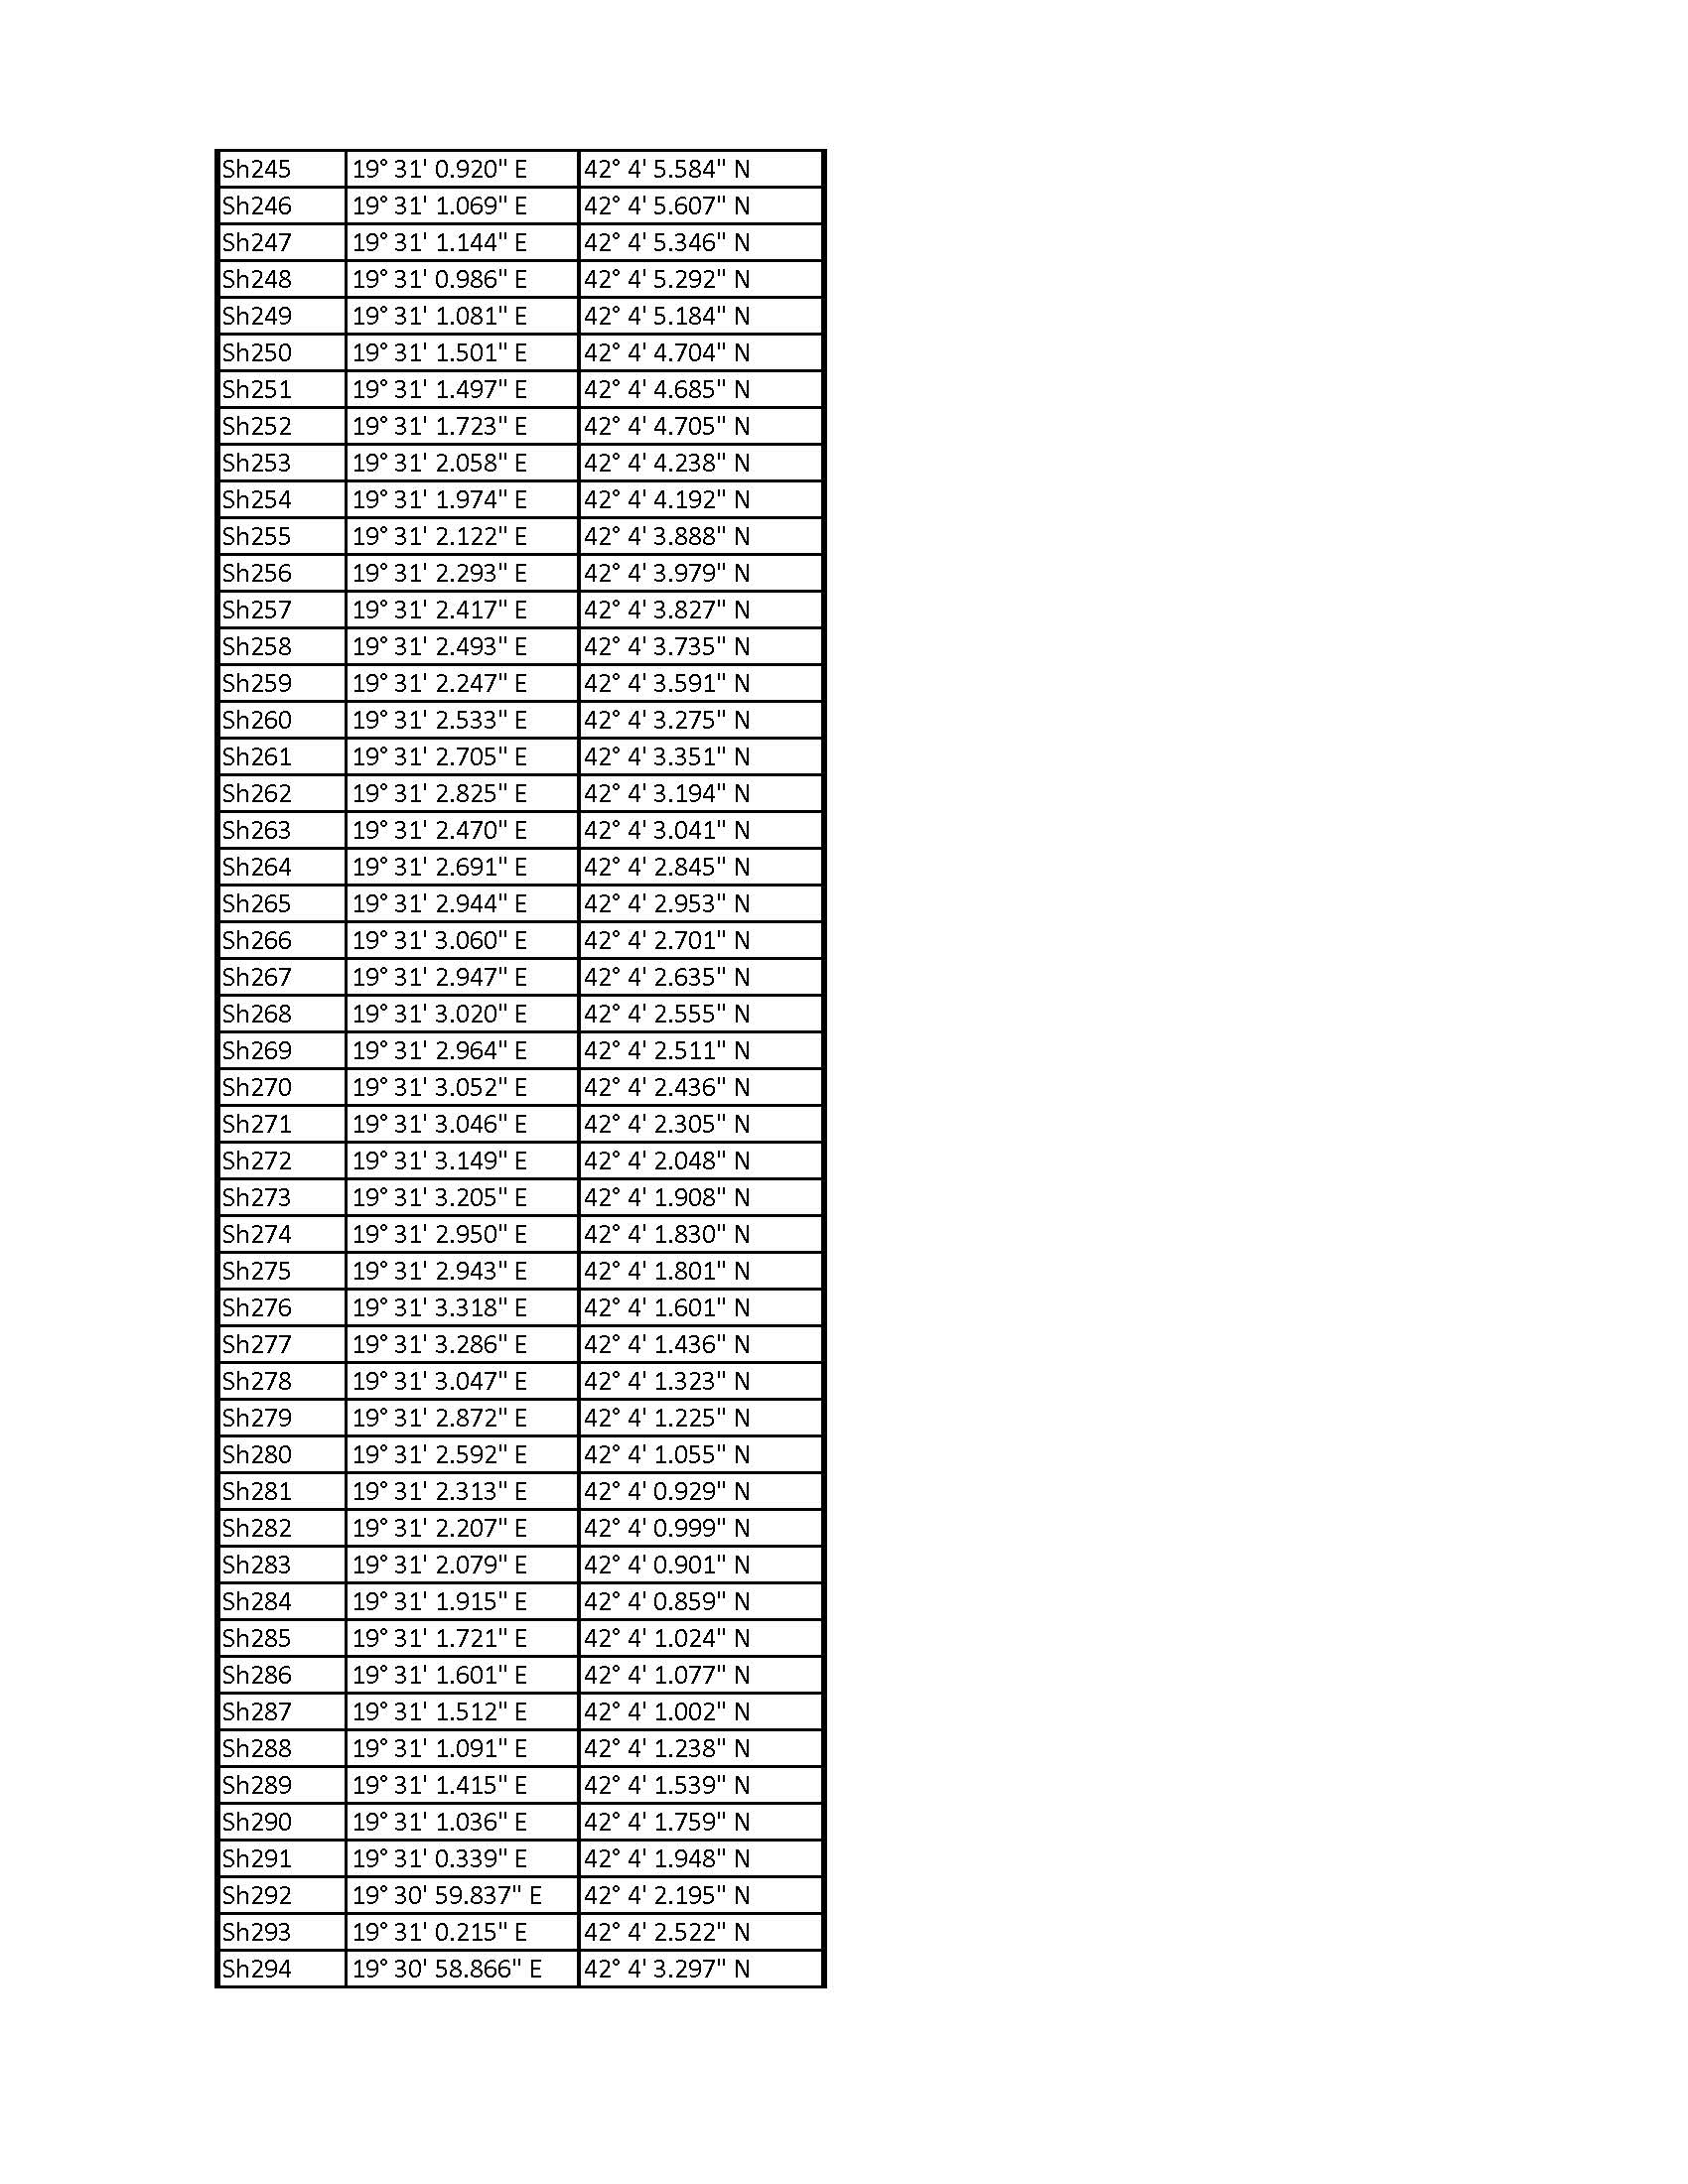 Sh245 19° 31' 0.920" E 42° 4' 5.584" N
Sh246 19° 31' 1.069" E 42° 4' 5.607" N
Sh247 19° 31' 1.144" E 42° 4' 5.346" N
Sh248 19° 31' 0.986" E 42° 4' 5.292" N
Sh249 19° 31' 1.081" E 42° 4' 5.184" N
Sh250 19° 31' 1.501" E 42° 4' 4.704" N
Sh251 19° 31' 1.497" E 42° 4' 4.685" N
Sh252 19° 31' 1.723" E 42° 4' 4.705" N
Sh253 19° 31' 2.058" E 42° 4' 4.238" N
Sh254 19° 31' 1.974" E 42° 4' 4.192" N
Sh255 19° 31' 2.122" E 42° 4' 3.888" N
Sh256 19° 31' 2.293" E 42° 4' 3.979" N
Sh257 19° 31' 2.417" E 42° 4' 3.827" N
Sh258 19° 31' 2.493" E 42° 4' 3.735" N
Sh259 19° 31' 2.247" E 42° 4' 3.591" N
Sh260 19° 31' 2.533" E 42° 4' 3.275" N
Sh261 19° 31' 2.705" E 42° 4' 3.351" N
Sh262 19° 31' 2.825" E 42° 4' 3.194" N
Sh263 19° 31' 2.470" E 42° 4' 3.041" N
Sh264 19° 31' 2.691" E 42° 4' 2.845" N
Sh265 19° 31' 2.944" E 42° 4' 2.953" N
Sh266 19° 31' 3.060" E 42° 4' 2.701" N
Sh267 19° 31' 2.947" E 42° 4' 2.635" N
Sh268 19° 31' 3.020" E 42° 4' 2.555" N
Sh269 19° 31' 2.964" E 42° 4' 2.511" N
Sh270 19° 31' 3.052" E 42° 4' 2.436" N
Sh271 19° 31' 3.046" E 42° 4' 2.305" N
Sh272 19° 31' 3.149" E 42° 4' 2.048" N
Sh273 19° 31' 3.205" E 42° 4' 1.908" N
Sh274 19° 31' 2.950" E 42° 4' 1.830" N
Sh275 19° 31' 2.943" E 42° 4' 1.801" N
Sh276 19° 31' 3.318" E 42° 4' 1.601" N
Sh277 19° 31' 3.286" E 42° 4' 1.436" N
Sh278 19° 31' 3.047" E 42° 4' 1.323" N
Sh279 19° 31' 2.872" E 42° 4' 1.225" N
Sh280 19° 31' 2.592" E 42° 4' 1.055" N
Sh281 19° 31' 2.313" E 42° 4' 0.929" N
Sh282 19° 31' 2.207" E 42° 4' 0.999" N
Sh283 19° 31' 2.079" E 42° 4' 0.901" N
Sh284 19° 31' 1.915" E 42° 4' 0.859" N
Sh285 19° 31' 1.721" E 42° 4' 1.024" N
Sh286 19° 31' 1.601" E 42° 4' 1.077" N
Sh287 19° 31' 1.512" E 42° 4' 1.002" N
Sh288 19° 31' 1.091" E 42° 4' 1.238" N
Sh289 19° 31' 1.415" E 42° 4' 1.539" N
Sh290 19° 31' 1.036" E 42° 4' 1.759" N
Sh291 19° 31' 0.339" E 42° 4' 1.948" N
Sh292 19° 30' 59.837" E 42° 4' 2.195" N
Sh293 19° 31' 0.215" E 42° 4' 2.522" N
Sh294 19° 30' 58.866" E 42° 4' 3.297" N